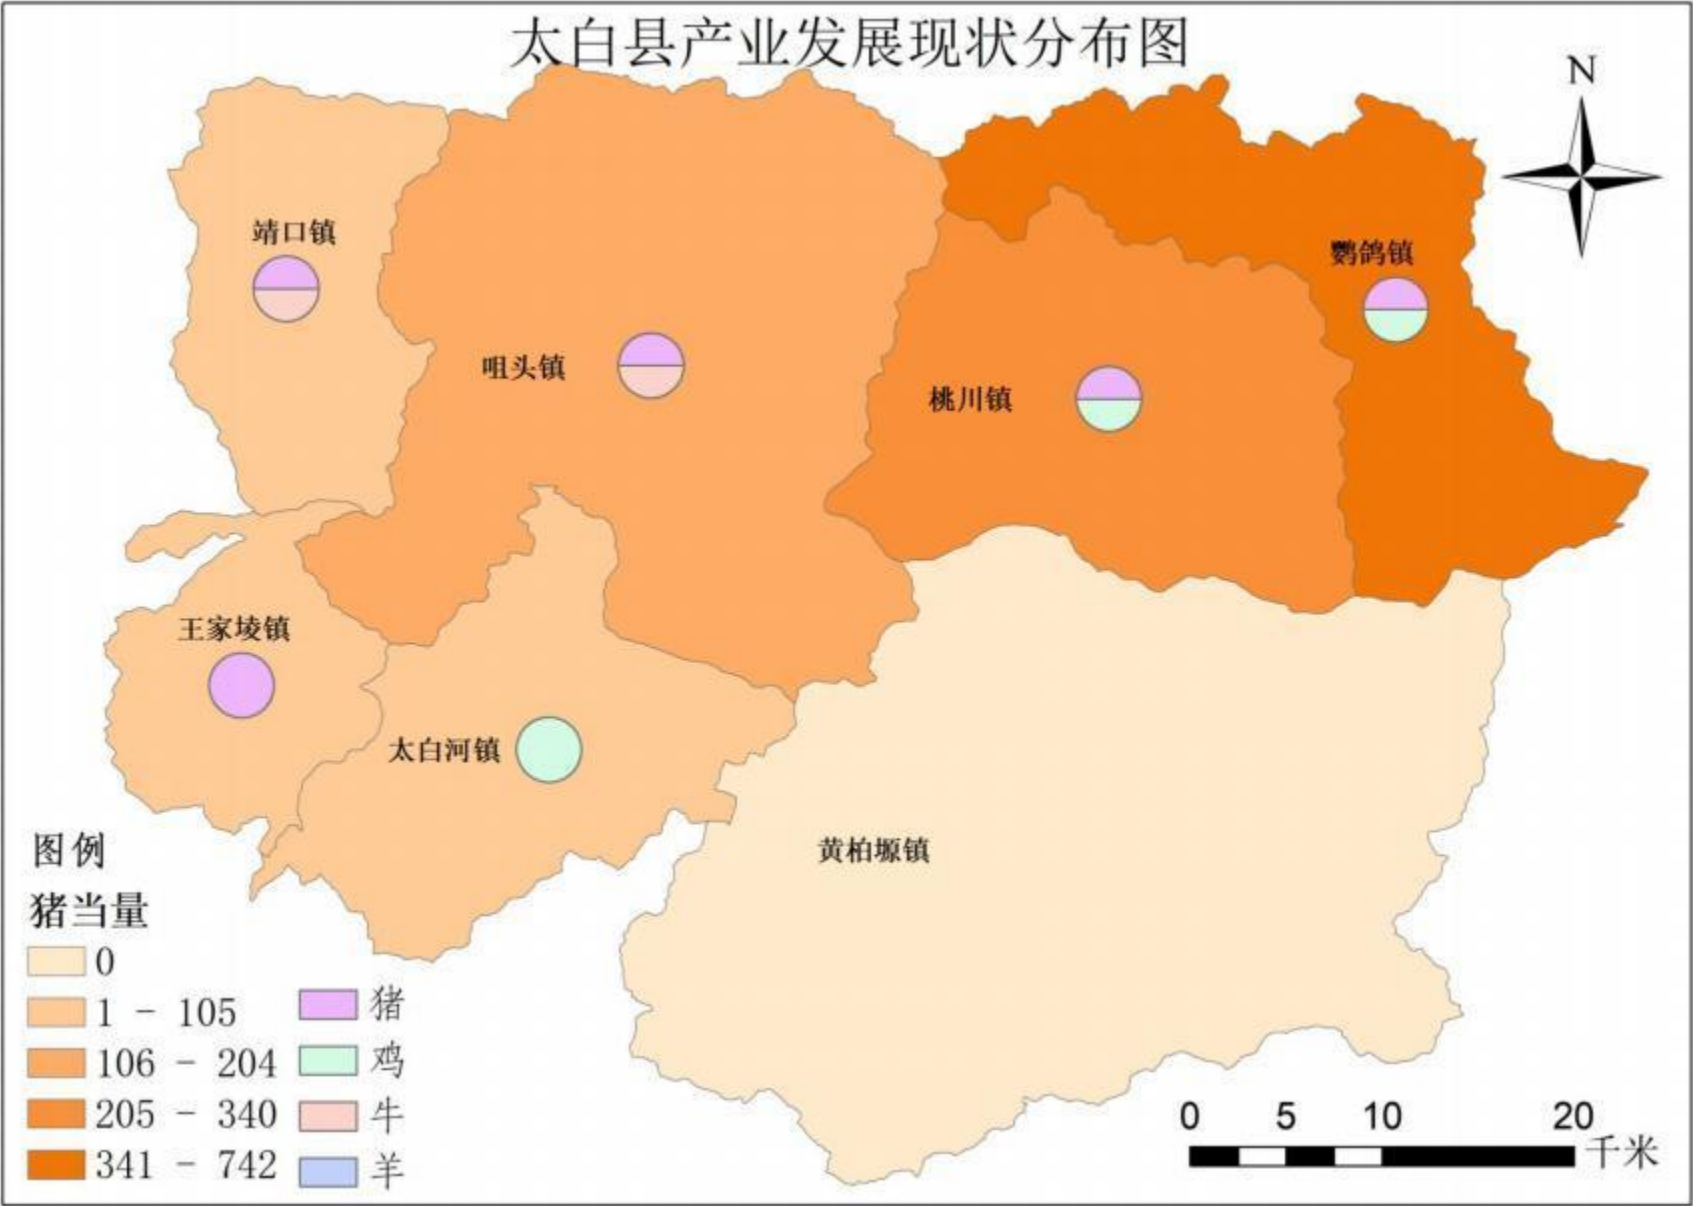 太白县产业发展现状分布图
N
靖口镇
鹦鸽镇
咀头镇
桃川镇
王家堎镇
太白河镇
黄柏塬镇
图例
猪当量
0
1 - 105
106 - 204
205 - 340
341 - 742
猪
鸡
牛
羊
0 5 10 20
千米